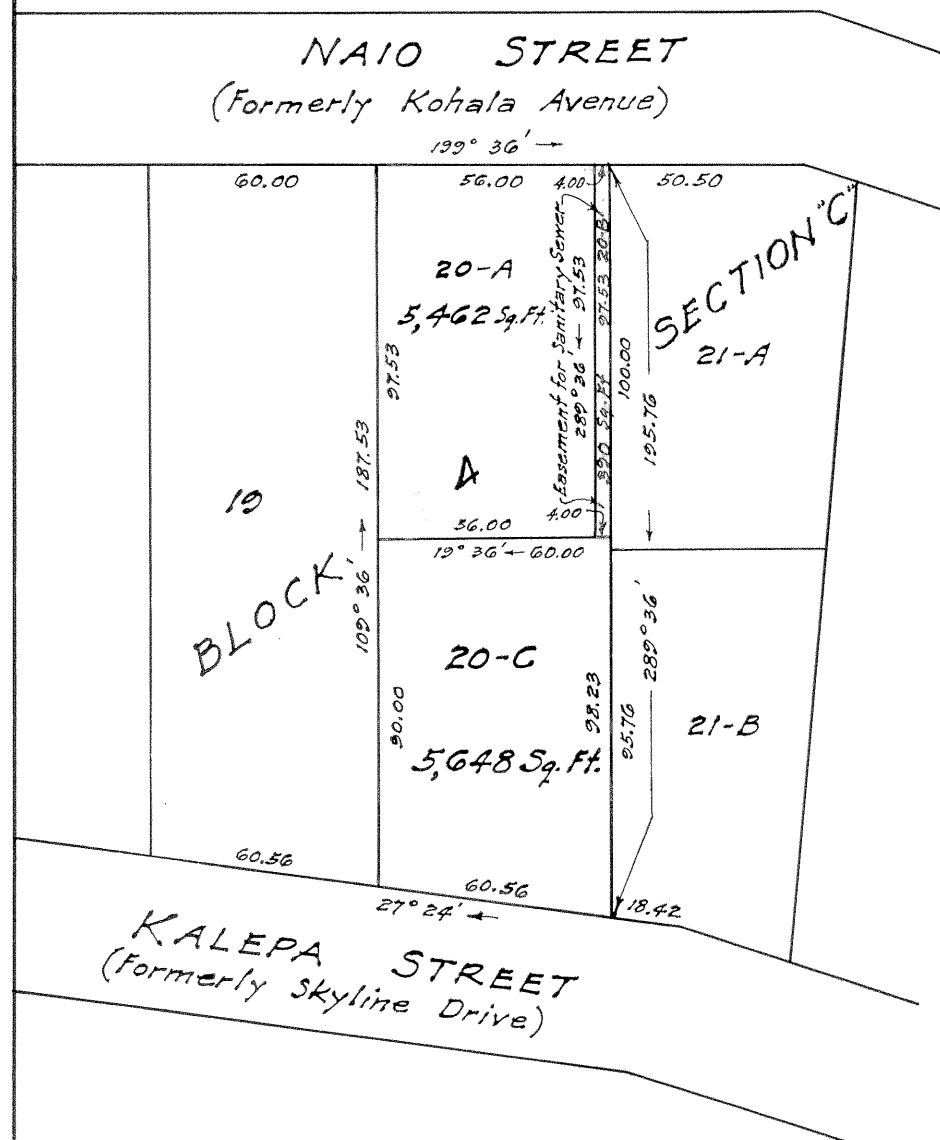 NAIO STREET
(Formerly Kohala Avenue)
199° 36' →
60.00
56.00
4.00
50.50
SECTION "C"
20-A
5,462 Sq.Ft.
97.53
Easement for Sanitary Sewer
289° 36' ← 97.53
390 Sq.Ft. 97.53 20-B
100.00
195.76
21-A
109° 36' → 187.53
19
4
56.00
4.00
19° 36' ← 60.00
BLOCK
20-C
5,648 Sq.Ft.
90.00
98.23
95.76
289° 36'
21-B
60.56
60.56
27° 24' ←
18.42
KALEPA STREET
(Formerly Skyline Drive)